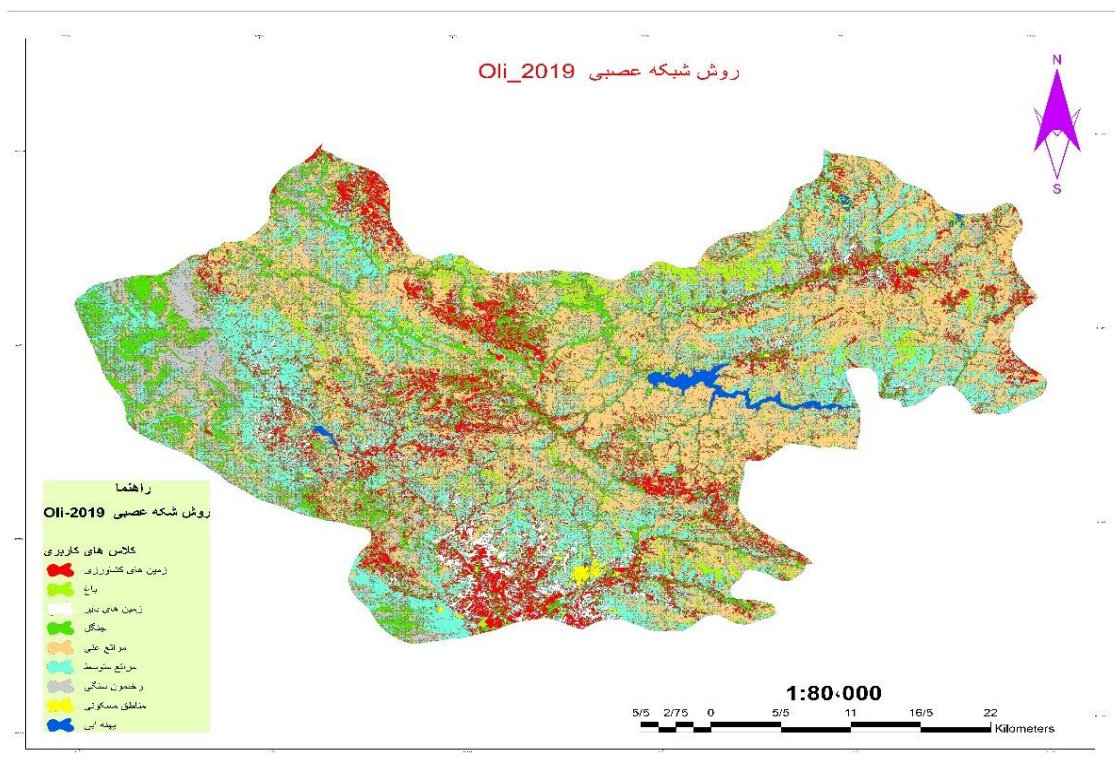 روش شبکه عصبی Oli_2019
N
S
راهنما
روش شکه عصبی Oli-2019
کلاس های کاربری
زمین های کشاورزی
باغ
زمین های بایر
جنگل
مراتع علی
مراتع متوسط
رخنمون سنگی
مناطق مسکونی
پهنه آبی
1:80،000
5/5 2/75 0 5/5 11 16/5 22
Kilometers